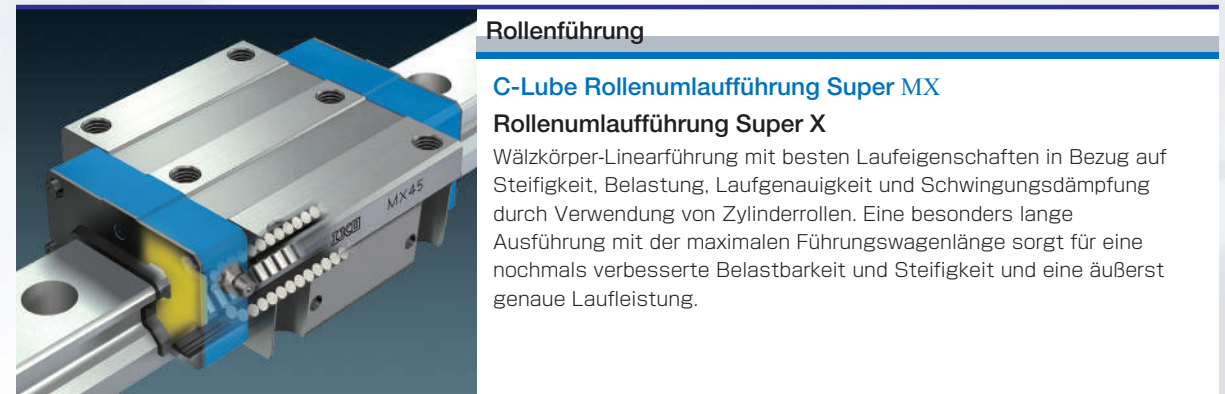 Rollenführung
C-Lube Rollenumlaufführung Super MX
Rollenumlaufführung Super X
Wälzkörper-Linearführung mit besten Laufeigenschaften in Bezug auf
Steifigkeit, Belastung, Laufgenauigkeit und Schwingungsdämpfung
durch Verwendung von Zylinderrollen. Eine besonders lange
Ausführung mit der maximalen Führungswagenlänge sorgt für eine
nochmals verbesserte Belastbarkeit und Steifigkeit und eine äußerst
genaue Laufleistung.
MX45
IKO